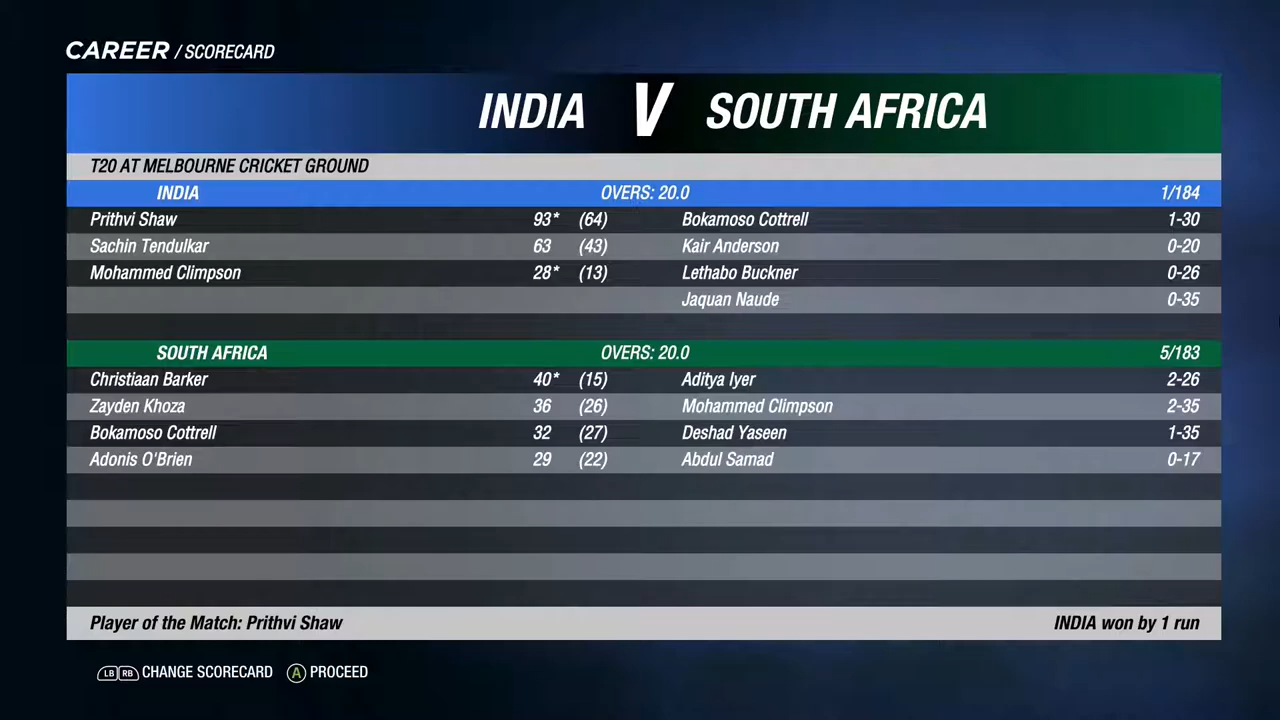 CAREER / SCORECARD
INDIA V SOUTH AFRICA
T20 AT MELBOURNE CRICKET GROUND
INDIA OVERS: 20.0 1/184
Prithvi Shaw 93* (64) Bokamoso Cottrell 1-30
Sachin Tendulkar 63 (43) Kair Anderson 0-20
Mohammed Climpson 28* (13) Lethabo Buckner 0-26
Jaquan Naude 0-35
SOUTH AFRICA OVERS: 20.0 5/183
Christiaan Barker 40* (15) Aditya Iyer 2-26
Zayden Khoza 36 (26) Mohammed Climpson 2-35
Bokamoso Cottrell 32 (27) Deshad Yaseen 1-35
Adonis O'Brien 29 (22) Abdul Samad 0-17
Player of the Match: Prithvi Shaw INDIA won by 1 run
LB RB CHANGE SCORECARD A PROCEED